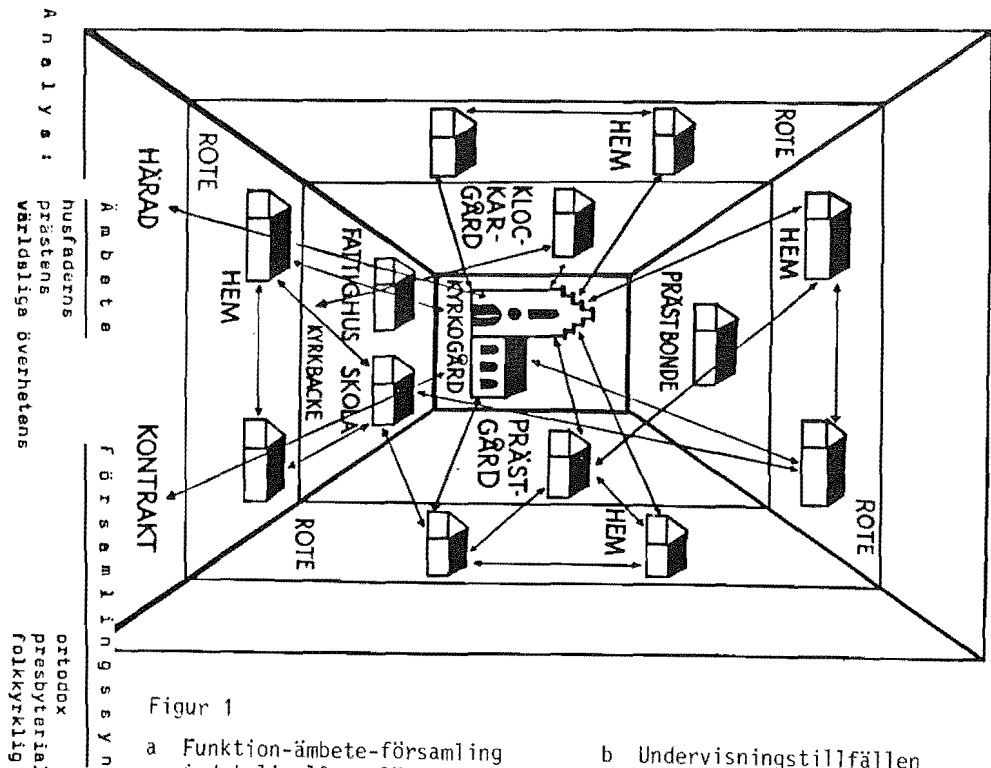 ROTE
ROTE
HEM
PRÄSTBONDE
HEM
HEM
KLOC-
KAR-
GÅRD
PRÄST-
GÅRD
KYRKOGÅRD
FATTIGHUS
SKOLA
KYRKBACKE
ROTE
ROTE
HEM
HÄRAD
KONTRAKT
Analys:
Ämbete
församlingssyn
husfaderns
prästens
världsliga överhetens
ortodox
presbyterial
folkkyrklig
Figur 1
a Funktion-ämbete-församling
b Undervisningstillfällen